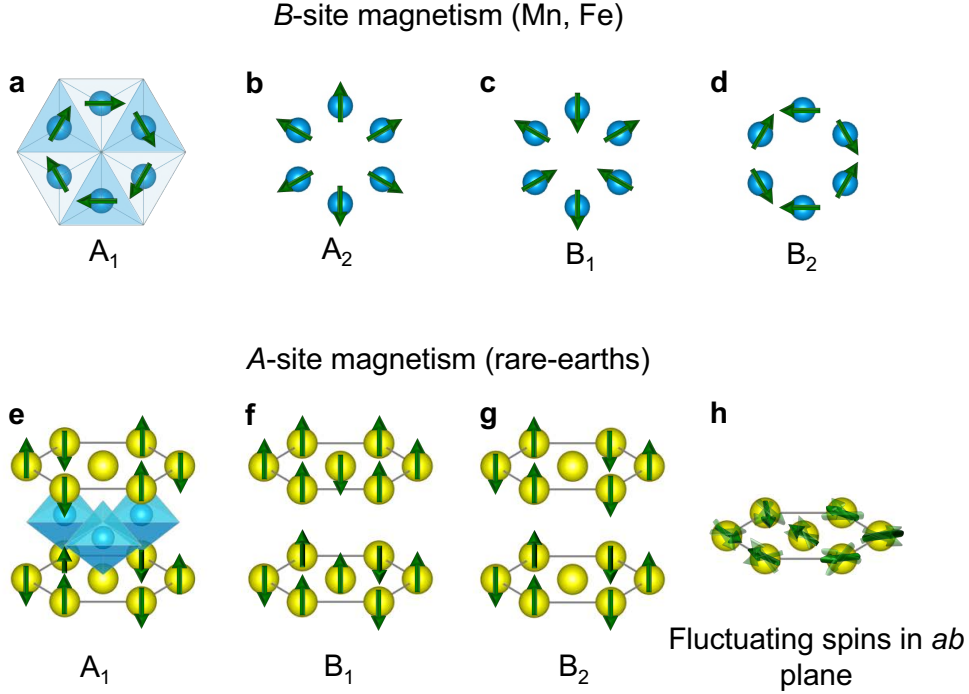 B-site magnetism (Mn, Fe)
a
b
c
d
A₁
A₂
B₁
B₂
A-site magnetism (rare-earths)
e
f
g
h
A₁
B₁
B₂
Fluctuating spins in ab
plane